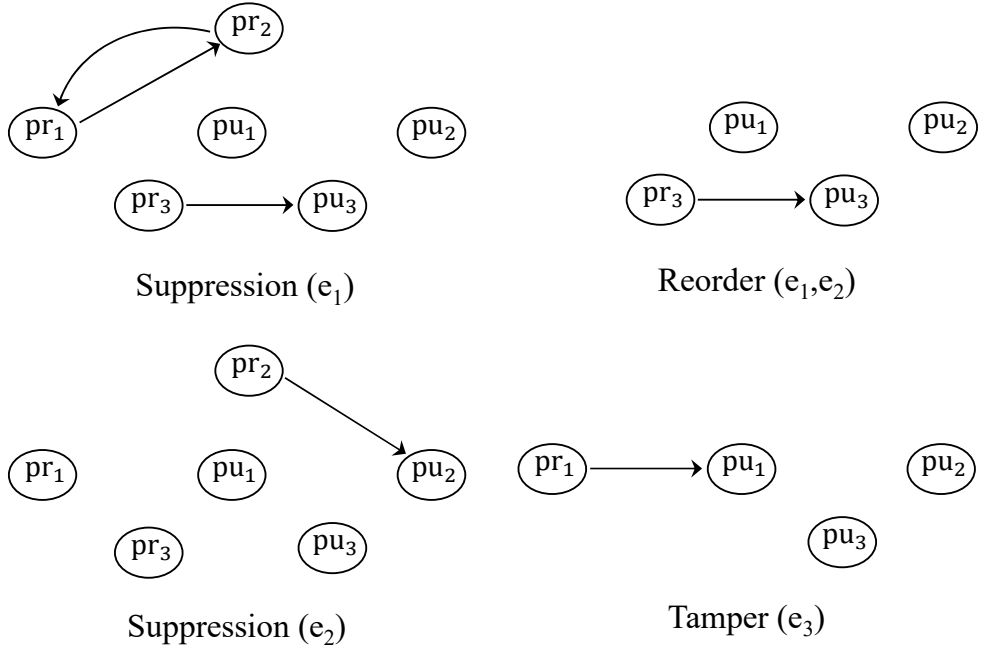 pr₂
pr₁ pu₁ pu₂
pr₃ pu₃
Suppression (e₁)
pu₁ pu₂
pr₃ pu₃
Reorder (e₁,e₂)
pr₂
pr₁ pu₁ pu₂
pr₃ pu₃
Suppression (e₂)
pr₁ pu₁ pu₂
pu₃
Tamper (e₃)